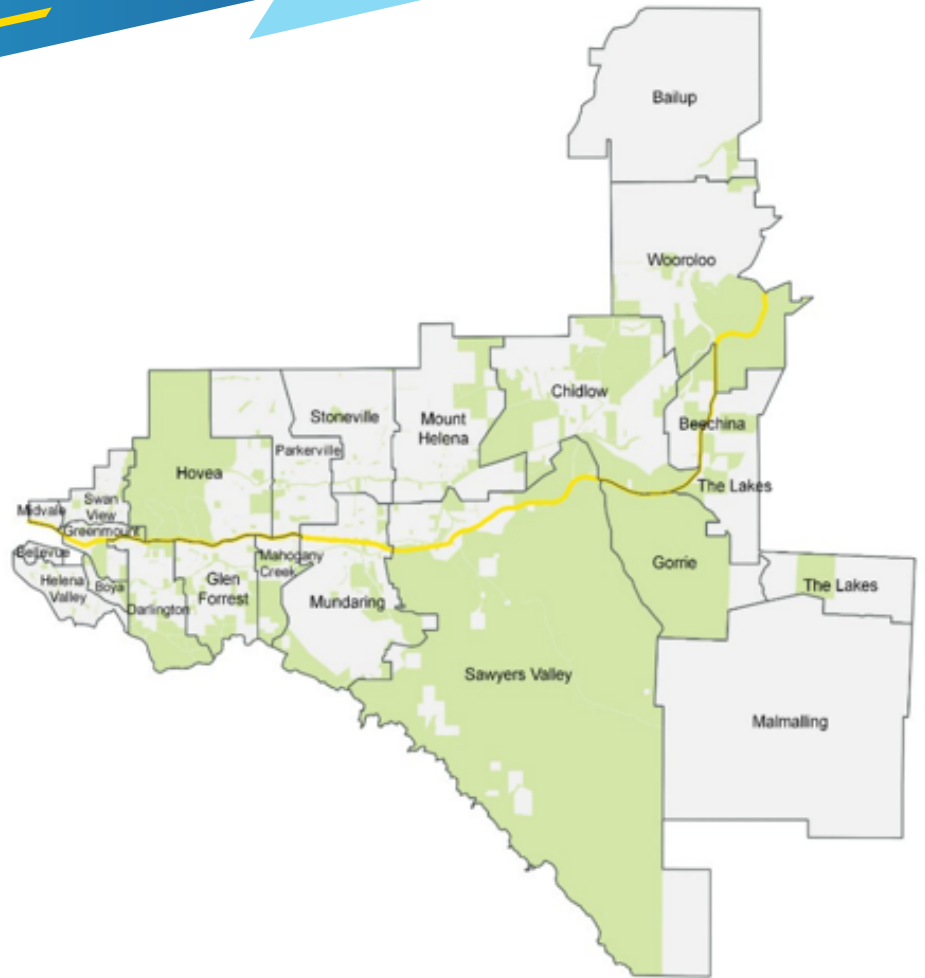 Bailup
Wooroloo
Chidlow
Stoneville
Mount
Helena
Beechina
Parkerville
Hovea
The Lakes
Swan
View
Midvale
Greenmount
Bellevue
Mahogany
Creek
Gorrie
Helena
Valley
Boya
Glen
Forrest
The Lakes
Darlington
Mundaring
Sawyers Valley
Malmalling